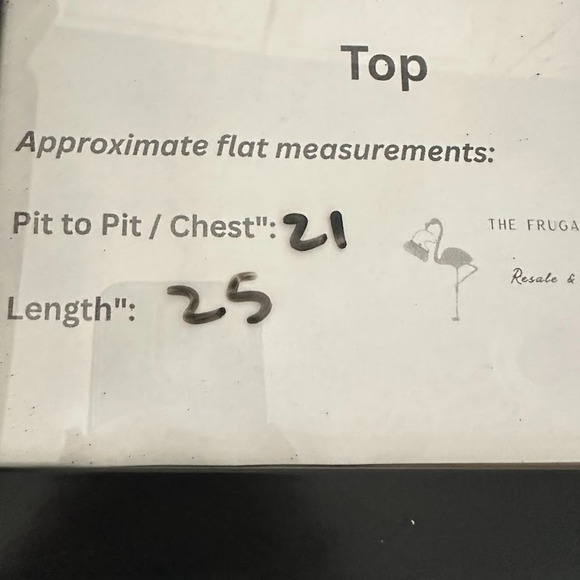 Top
Approximate flat measurements:
Pit to Pit / Chest": 21
THE FRUGA
Resale &
Length": 25